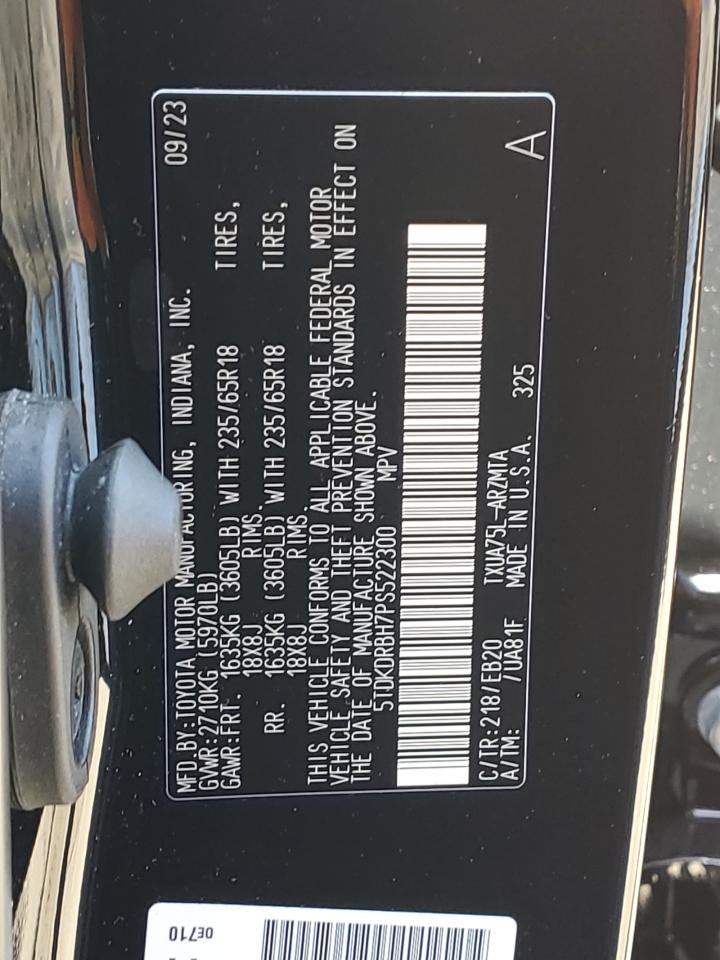 MFD.BY:TOYOTA MOTOR MANUFACTURING, INDIANA, INC. 09/23
GVWR:2710KG (5970LB)
GAWR:FRT. 1635KG (3605LB) WITH 235/65R18 TIRES,
18X8J RIMS.
RR. 1635KG (3605LB) WITH 235/65R18 TIRES,
18X8J RIMS.
THIS VEHICLE CONFORMS TO ALL APPLICABLE FEDERAL MOTOR
VEHICLE SAFETY AND THEFT PREVENTION STANDARDS IN EFFECT ON
THE DATE OF MANUFACTURE SHOWN ABOVE.
5TDKDRBH7PS522300 MPV
C/TR:218/EB20 TXUA75L-ARZMTA
A/TM: /UA81F MADE IN U.S.A. 325
A
0E710